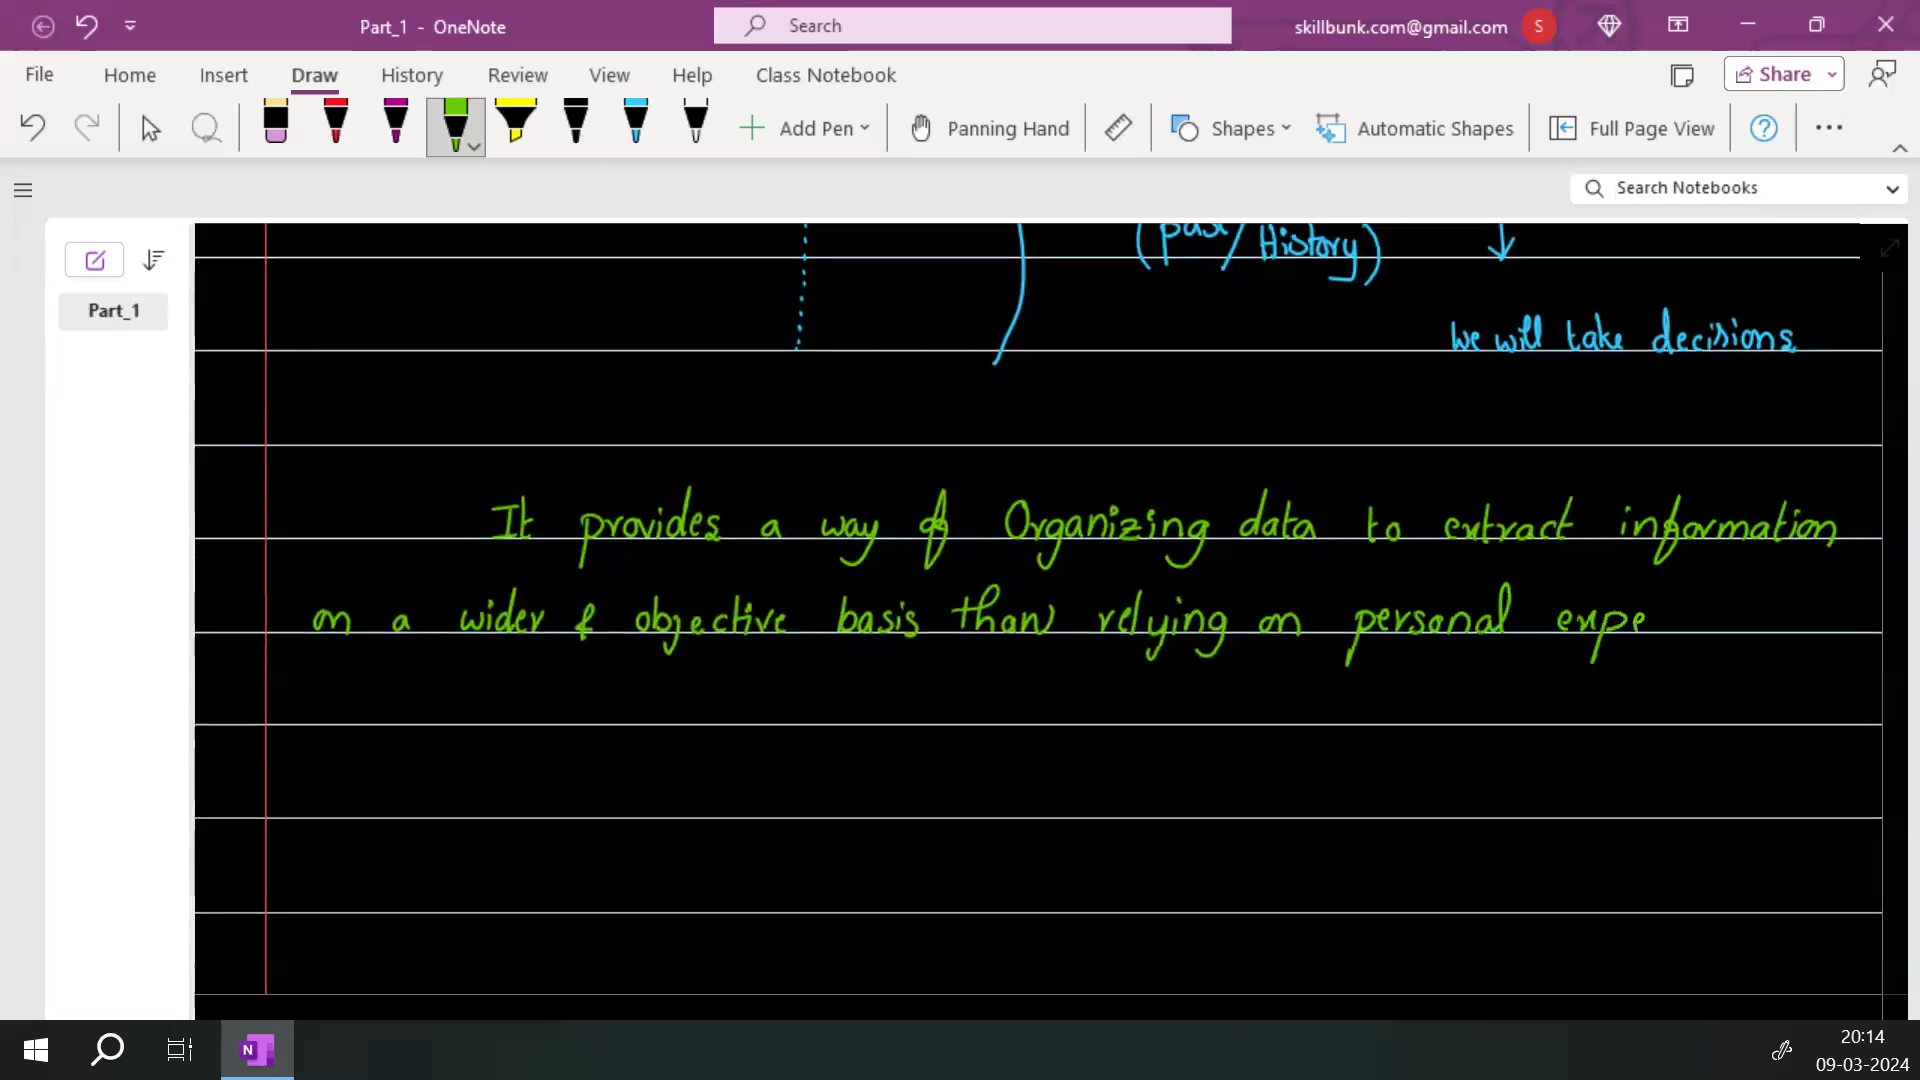 Part_1 - OneNote
Search
skillbunk.com@gmail.com
S
File Home Insert Draw History Review View Help Class Notebook
Share
Add Pen
Panning Hand
Shapes
Automatic Shapes
Full Page View
Search Notebooks
Part_1
(past/ History)
We will take decisions
It provides a way of Organizing data to extract information
on a wider & objective basis than relying on personal expe
N
20:14
09-03-2024